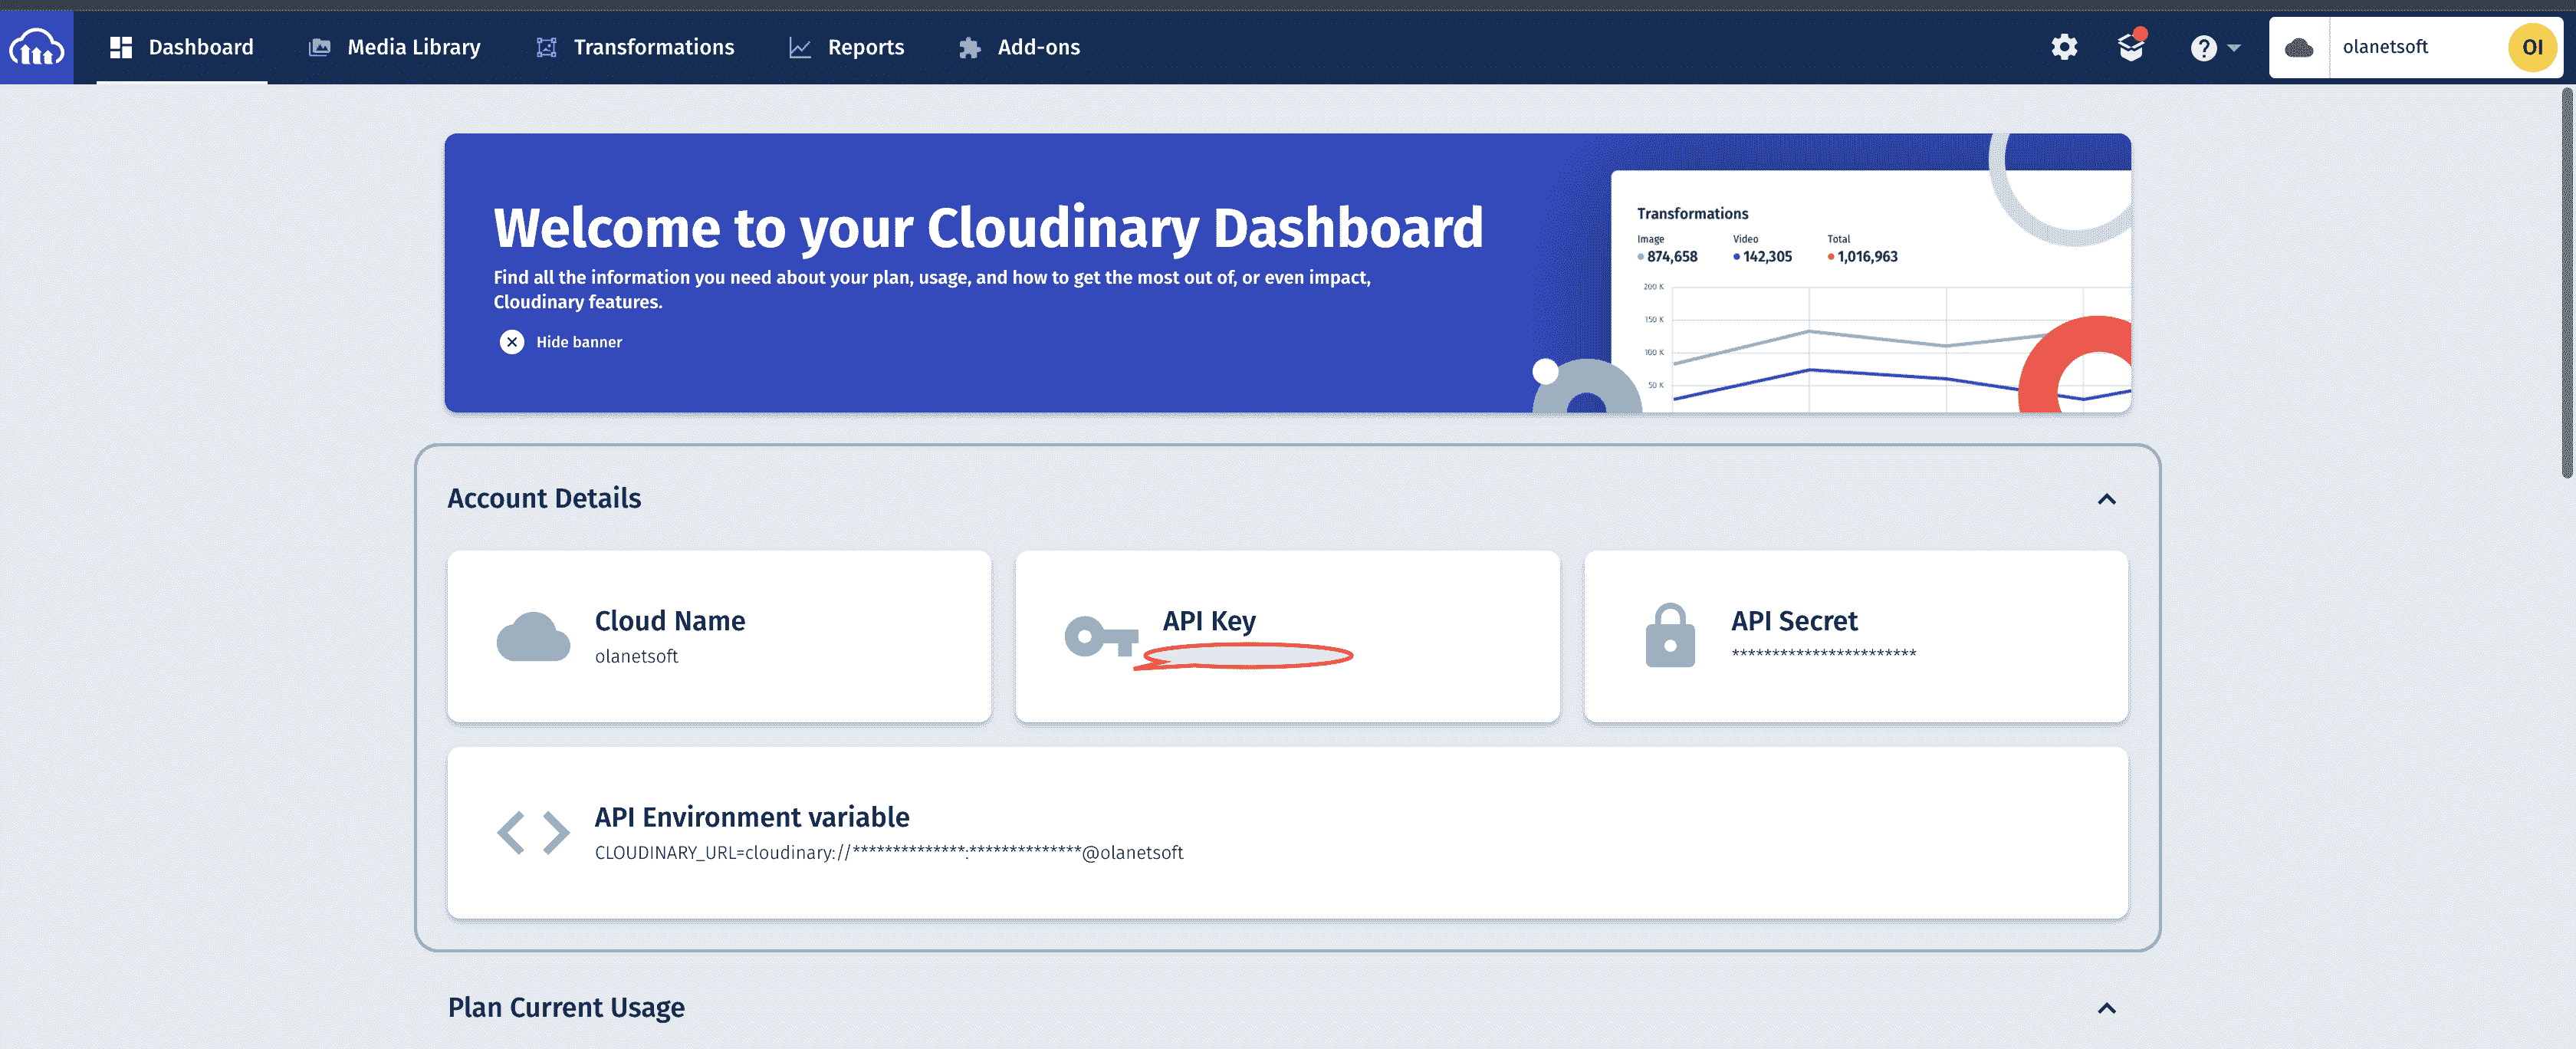 Dashboard
Media Library
Transformations
Reports
Add-ons
olanetsoft
OI
Welcome to your Cloudinary Dashboard
Find all the information you need about your plan, usage, and how to get the most out of, or even impact,
Cloudinary features.
Hide banner
Transformations
Image Video Total
874,658 142,305 1,016,963
200 K
150 K
100 K
50 K
Account Details
Cloud Name
olanetsoft
API Key
API Secret
***********************
API Environment variable
CLOUDINARY_URL=cloudinary://**************:**************@olanetsoft
Plan Current Usage